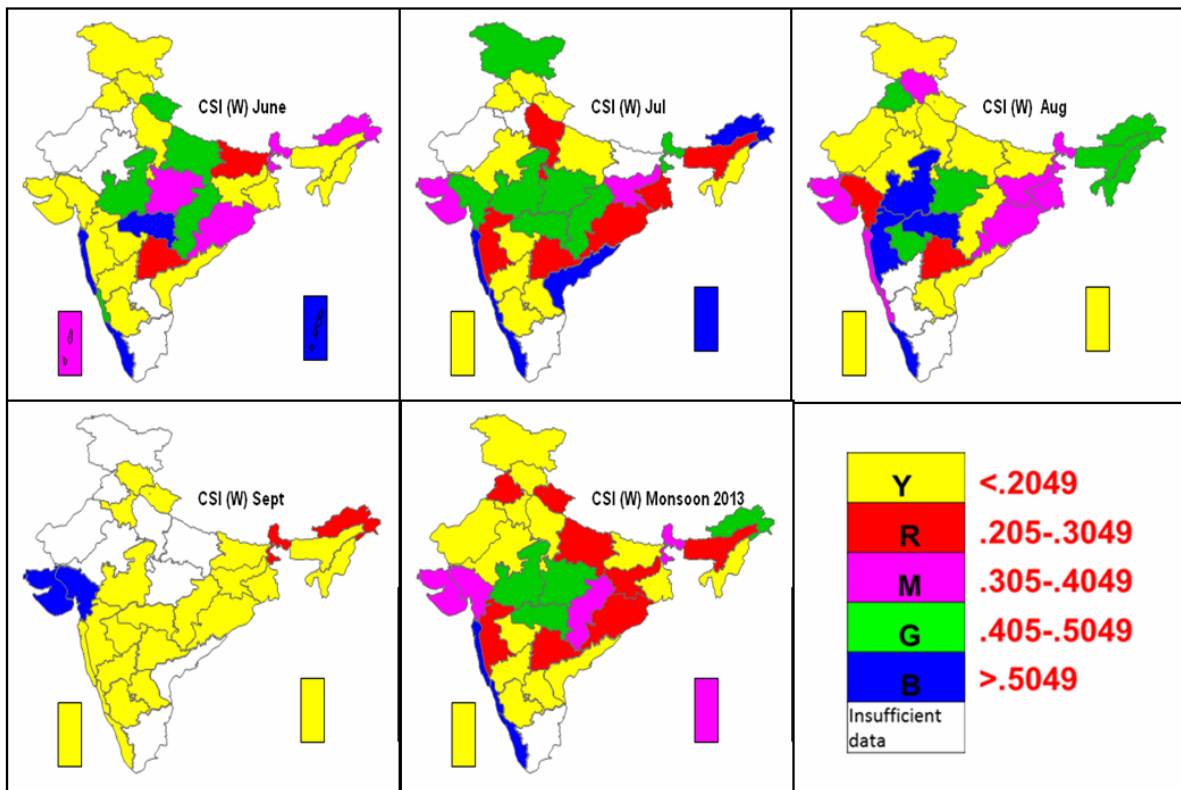 CSI (W) June
CSI (W) Jul
CSI (W) Aug
CSI (W) Sept
CSI (W) Monsoon 2013
Y <.2049
R .205-.3049
M .305-.4049
G .405-.5049
B >.5049
Insufficient
data